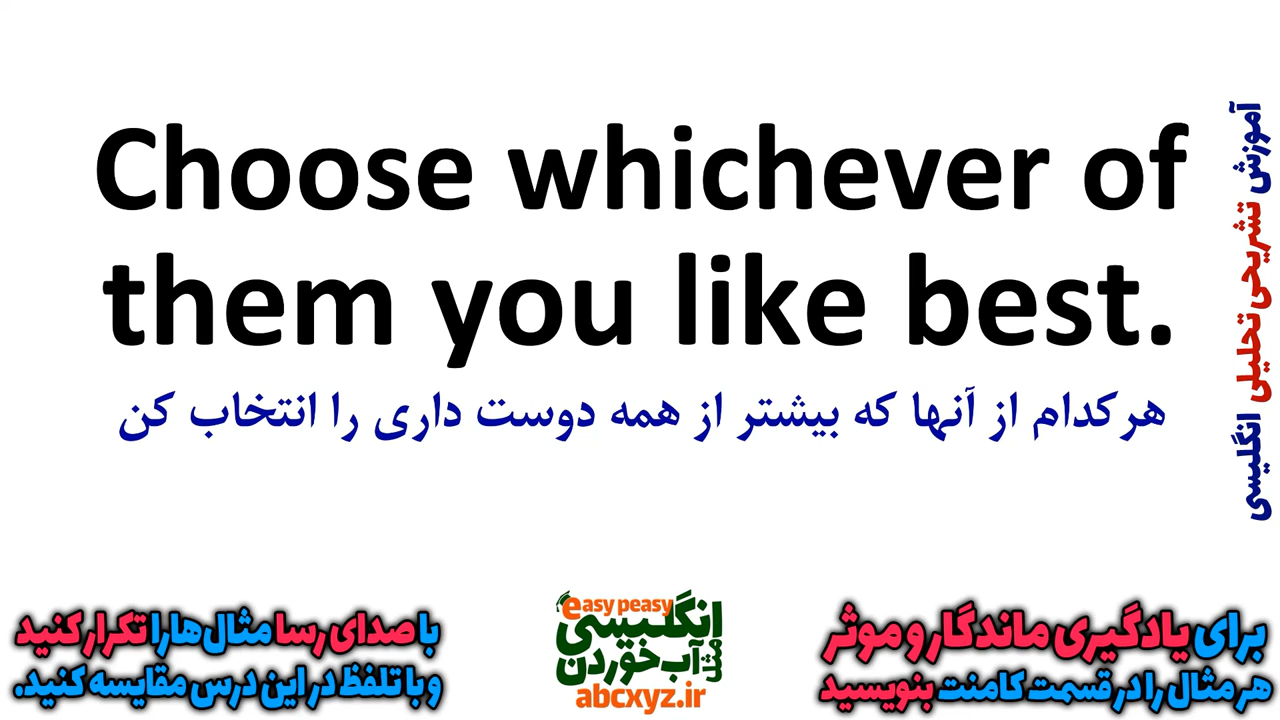 Choose whichever of
them you like best.
هرکدام از آنها که بیشتر از همه دوست داری را انتخاب کن
آموزش تشریحی تحلیلی انگلیسی
برای یادگیری ماندگار و موثر
هر مثال را در قسمت کامنت بنویسید
easy peasy
انگلیسی
مثل آب خوردن
abcxyz.ir
با صدای رسا مثال‌ها را تکرار کنید
و با تلفظ در این درس مقایسه کنید.